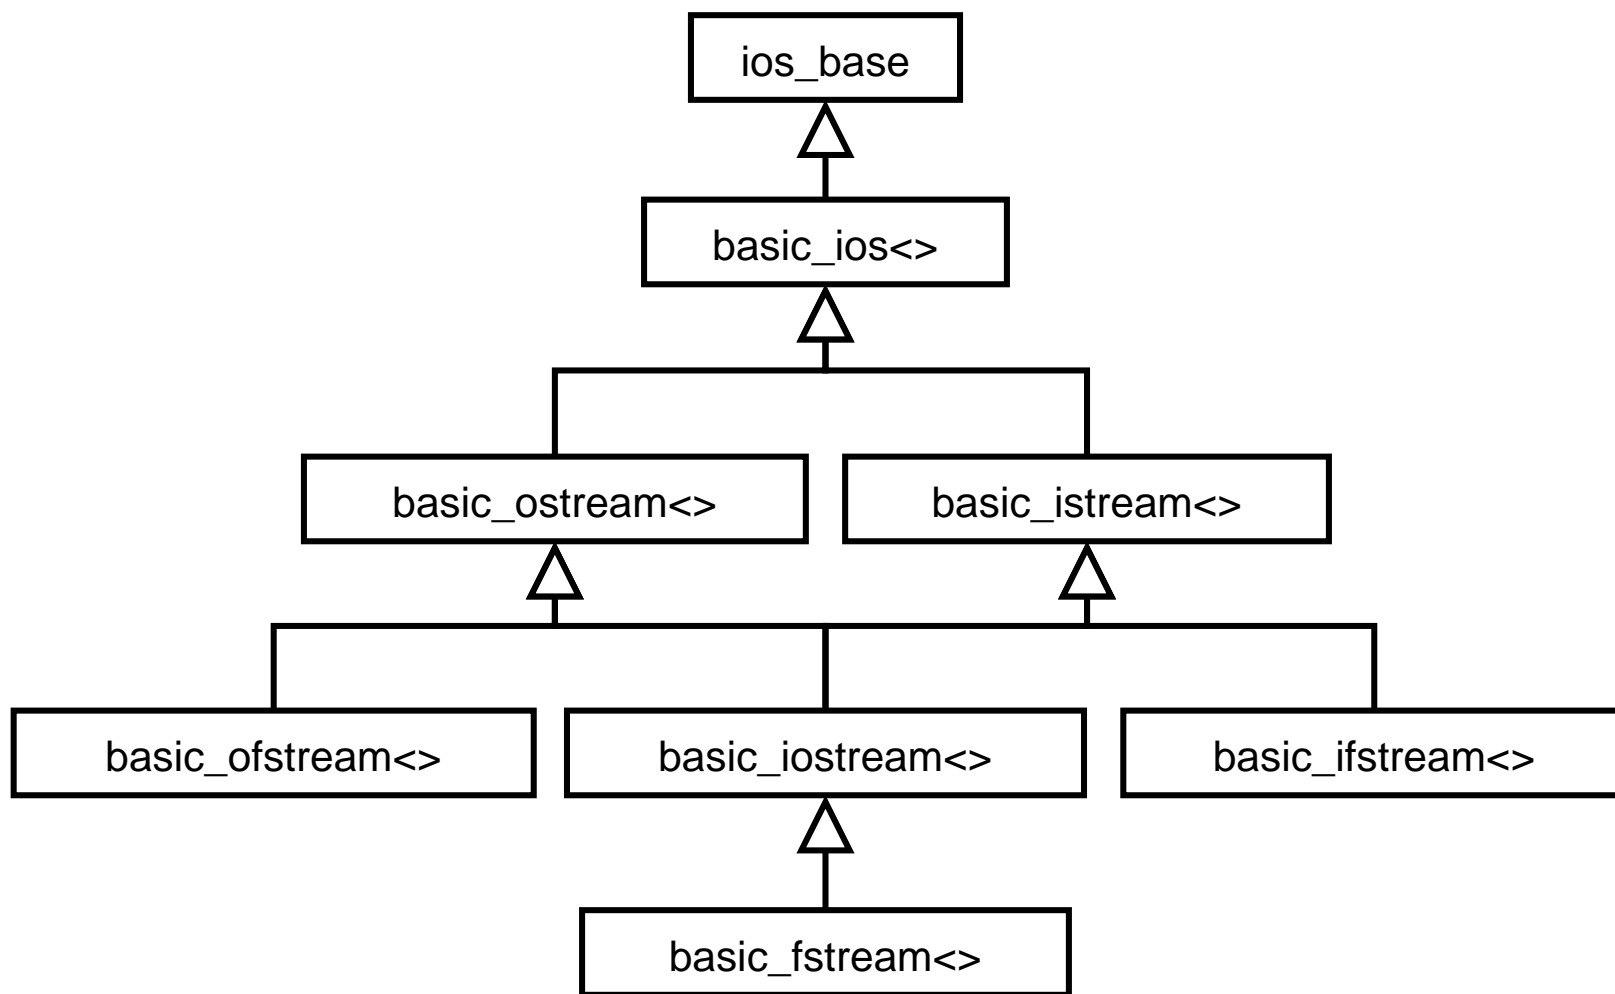 ios_base
basic_ios<>
basic_ostream<>
basic_istream<>
basic_ofstream<>
basic_iostream<>
basic_ifstream<>
basic_fstream<>